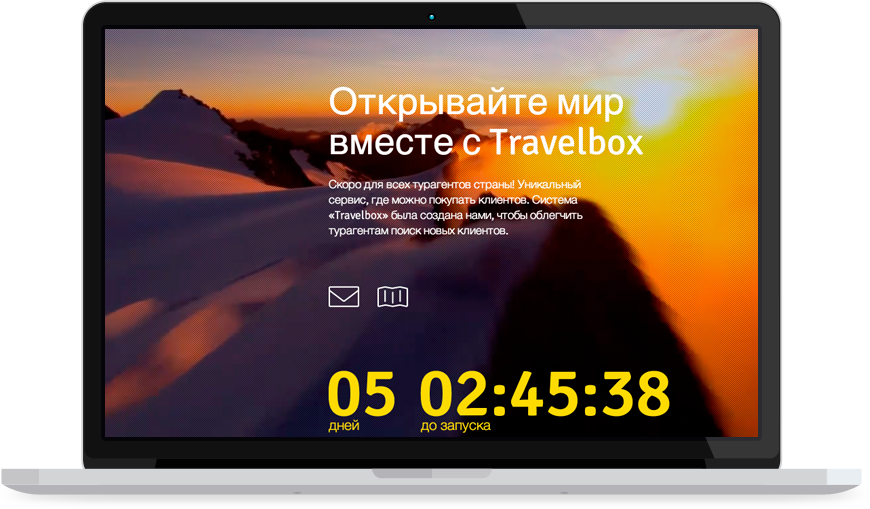 Открывайте мир
вместе с Travelbox
Скоро для всех турагентов страны! Уникальный
сервис, где можно покупать клиентов. Система
«Travelbox» была создана нами, чтобы облегчить
турагентам поиск новых клиентов.
05 02:45:38
дней до запуска